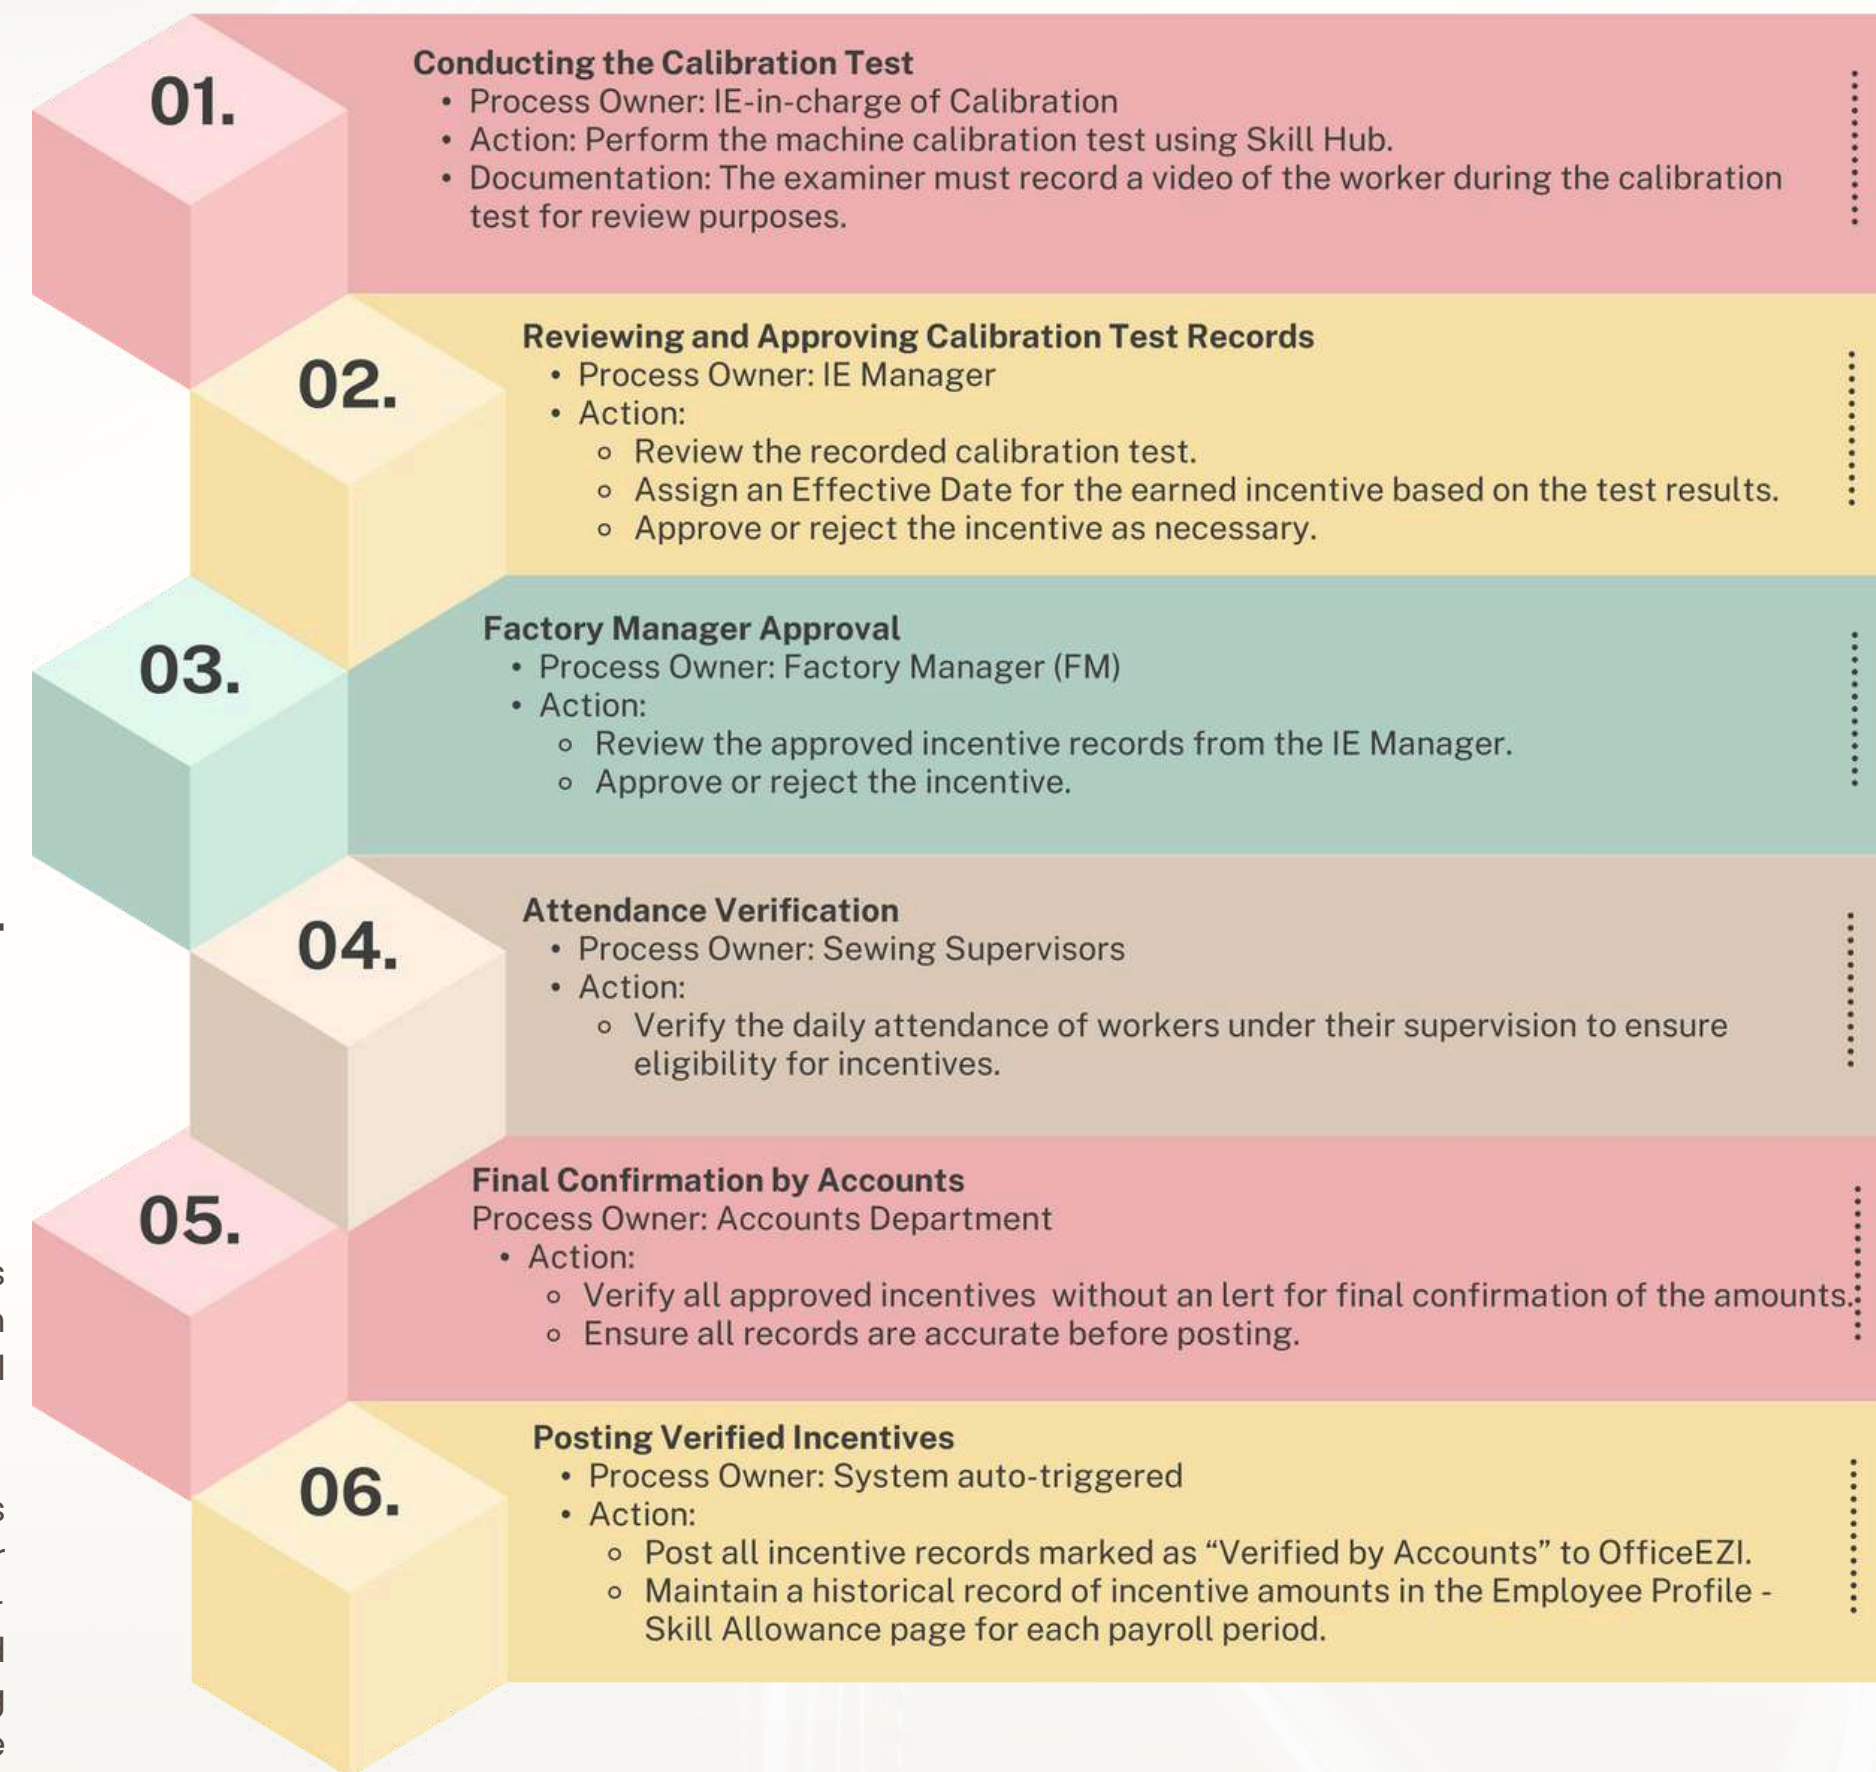 01.
Conducting the Calibration Test
• Process Owner: IE-in-charge of Calibration
• Action: Perform the machine calibration test using Skill Hub.
• Documentation: The examiner must record a video of the worker during the calibration
test for review purposes.
02.
Reviewing and Approving Calibration Test Records
• Process Owner: IE Manager
• Action:
◦ Review the recorded calibration test.
◦ Assign an Effective Date for the earned incentive based on the test results.
◦ Approve or reject the incentive as necessary.
03.
Factory Manager Approval
• Process Owner: Factory Manager (FM)
• Action:
◦ Review the approved incentive records from the IE Manager.
◦ Approve or reject the incentive.
04.
Attendance Verification
• Process Owner: Sewing Supervisors
• Action:
◦ Verify the daily attendance of workers under their supervision to ensure
eligibility for incentives.
05.
Final Confirmation by Accounts
Process Owner: Accounts Department
• Action:
◦ Verify all approved incentives  without an lert for final confirmation of the amounts.
◦ Ensure all records are accurate before posting.
06.
Posting Verified Incentives
• Process Owner: System auto-triggered
• Action:
◦ Post all incentive records marked as “Verified by Accounts” to OfficeEZI.
◦ Maintain a historical record of incentive amounts in the Employee Profile -
Skill Allowance page for each payroll period.